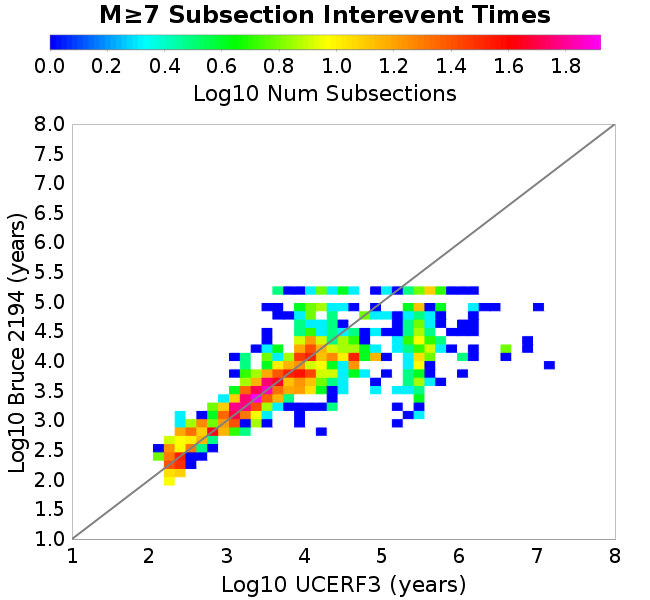 M≥7 Subsection Interevent Times
0.0 0.2 0.4 0.6 0.8 1.0 1.2 1.4 1.6 1.8
Log10 Num Subsections
8.0
7.5
7.0
6.5
6.0
5.5
5.0
4.5
4.0
3.5
3.0
2.5
2.0
1.5
1.0
Log10 Bruce 2194 (years)
1 2 3 4 5 6 7 8
Log10 UCERF3 (years)